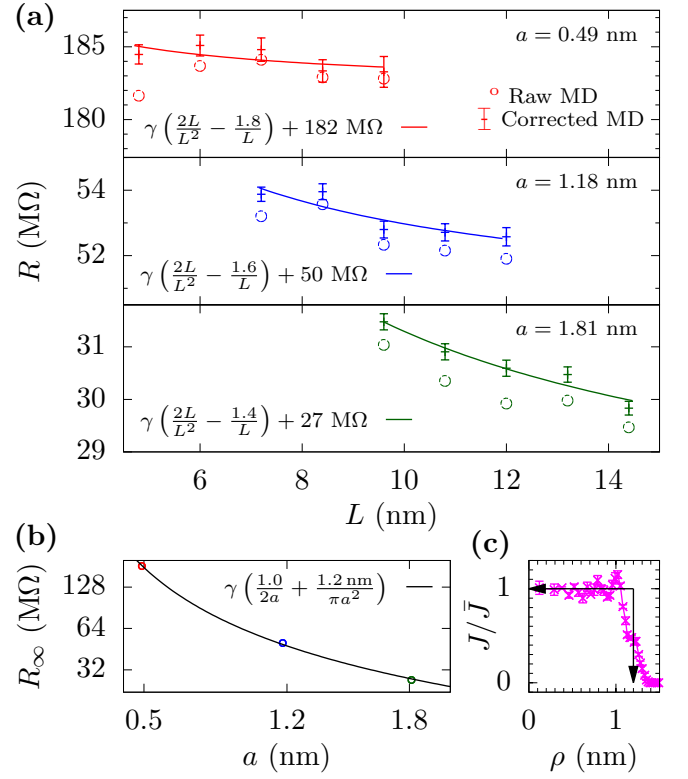 (a)
185
180
a = 0.49 nm
Raw MD
Corrected MD
γ (2L/L² − 1.8/L) + 182 MΩ
54
52
a = 1.18 nm
γ (2L/L² − 1.6/L) + 50 MΩ
R (MΩ)
31
30
29
a = 1.81 nm
γ (2L/L² − 1.4/L) + 27 MΩ
6 8 10 12 14
L (nm)
(b)
128
64
32
R∞ (MΩ)
γ (1.0/2a + 1.2 nm/πa²)
0.5 1.2 1.8
a (nm)
(c)
1
0
J/J̄
0 1
ρ (nm)